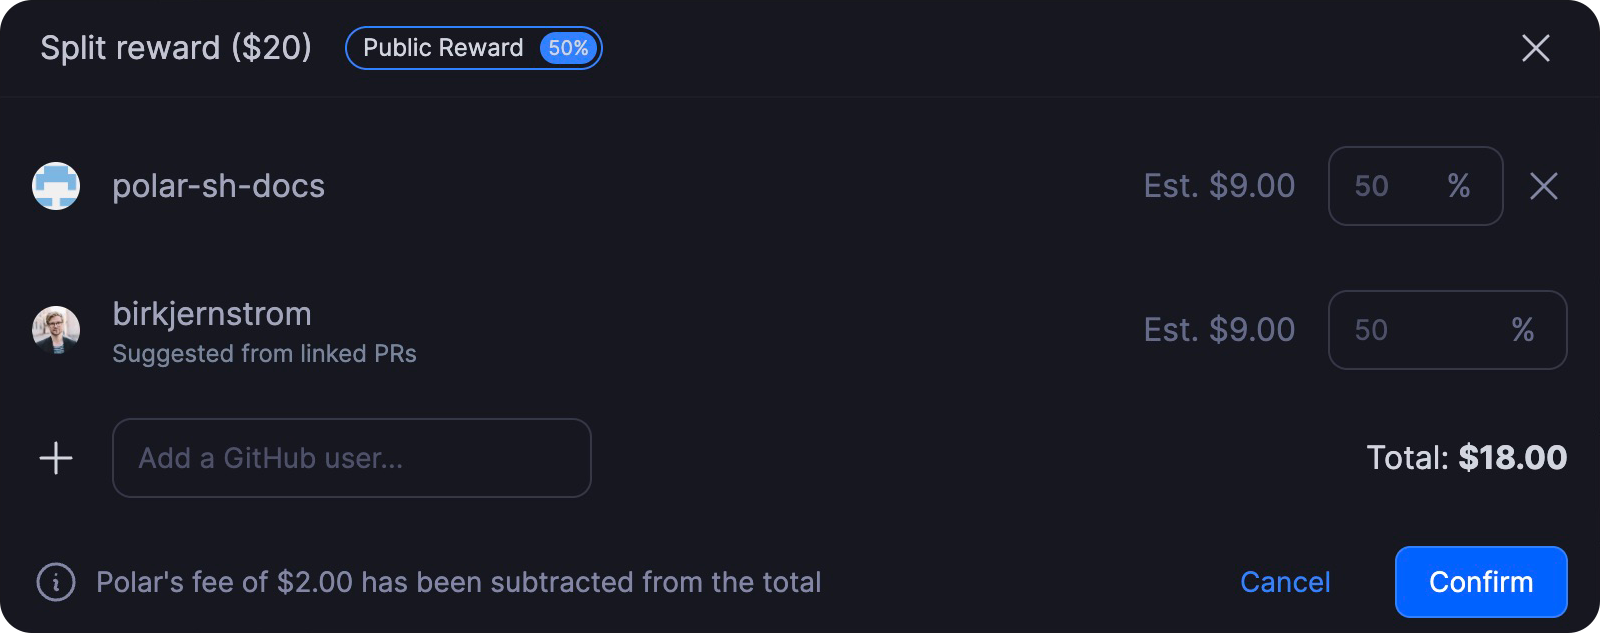 Split reward ($20) Public Reward 50%
polar-sh-docs Est. $9.00 50 %
birkjernstrom
Suggested from linked PRs
Est. $9.00 50 %
Add a GitHub user...
Total: $18.00
Polar's fee of $2.00 has been subtracted from the total
Cancel Confirm